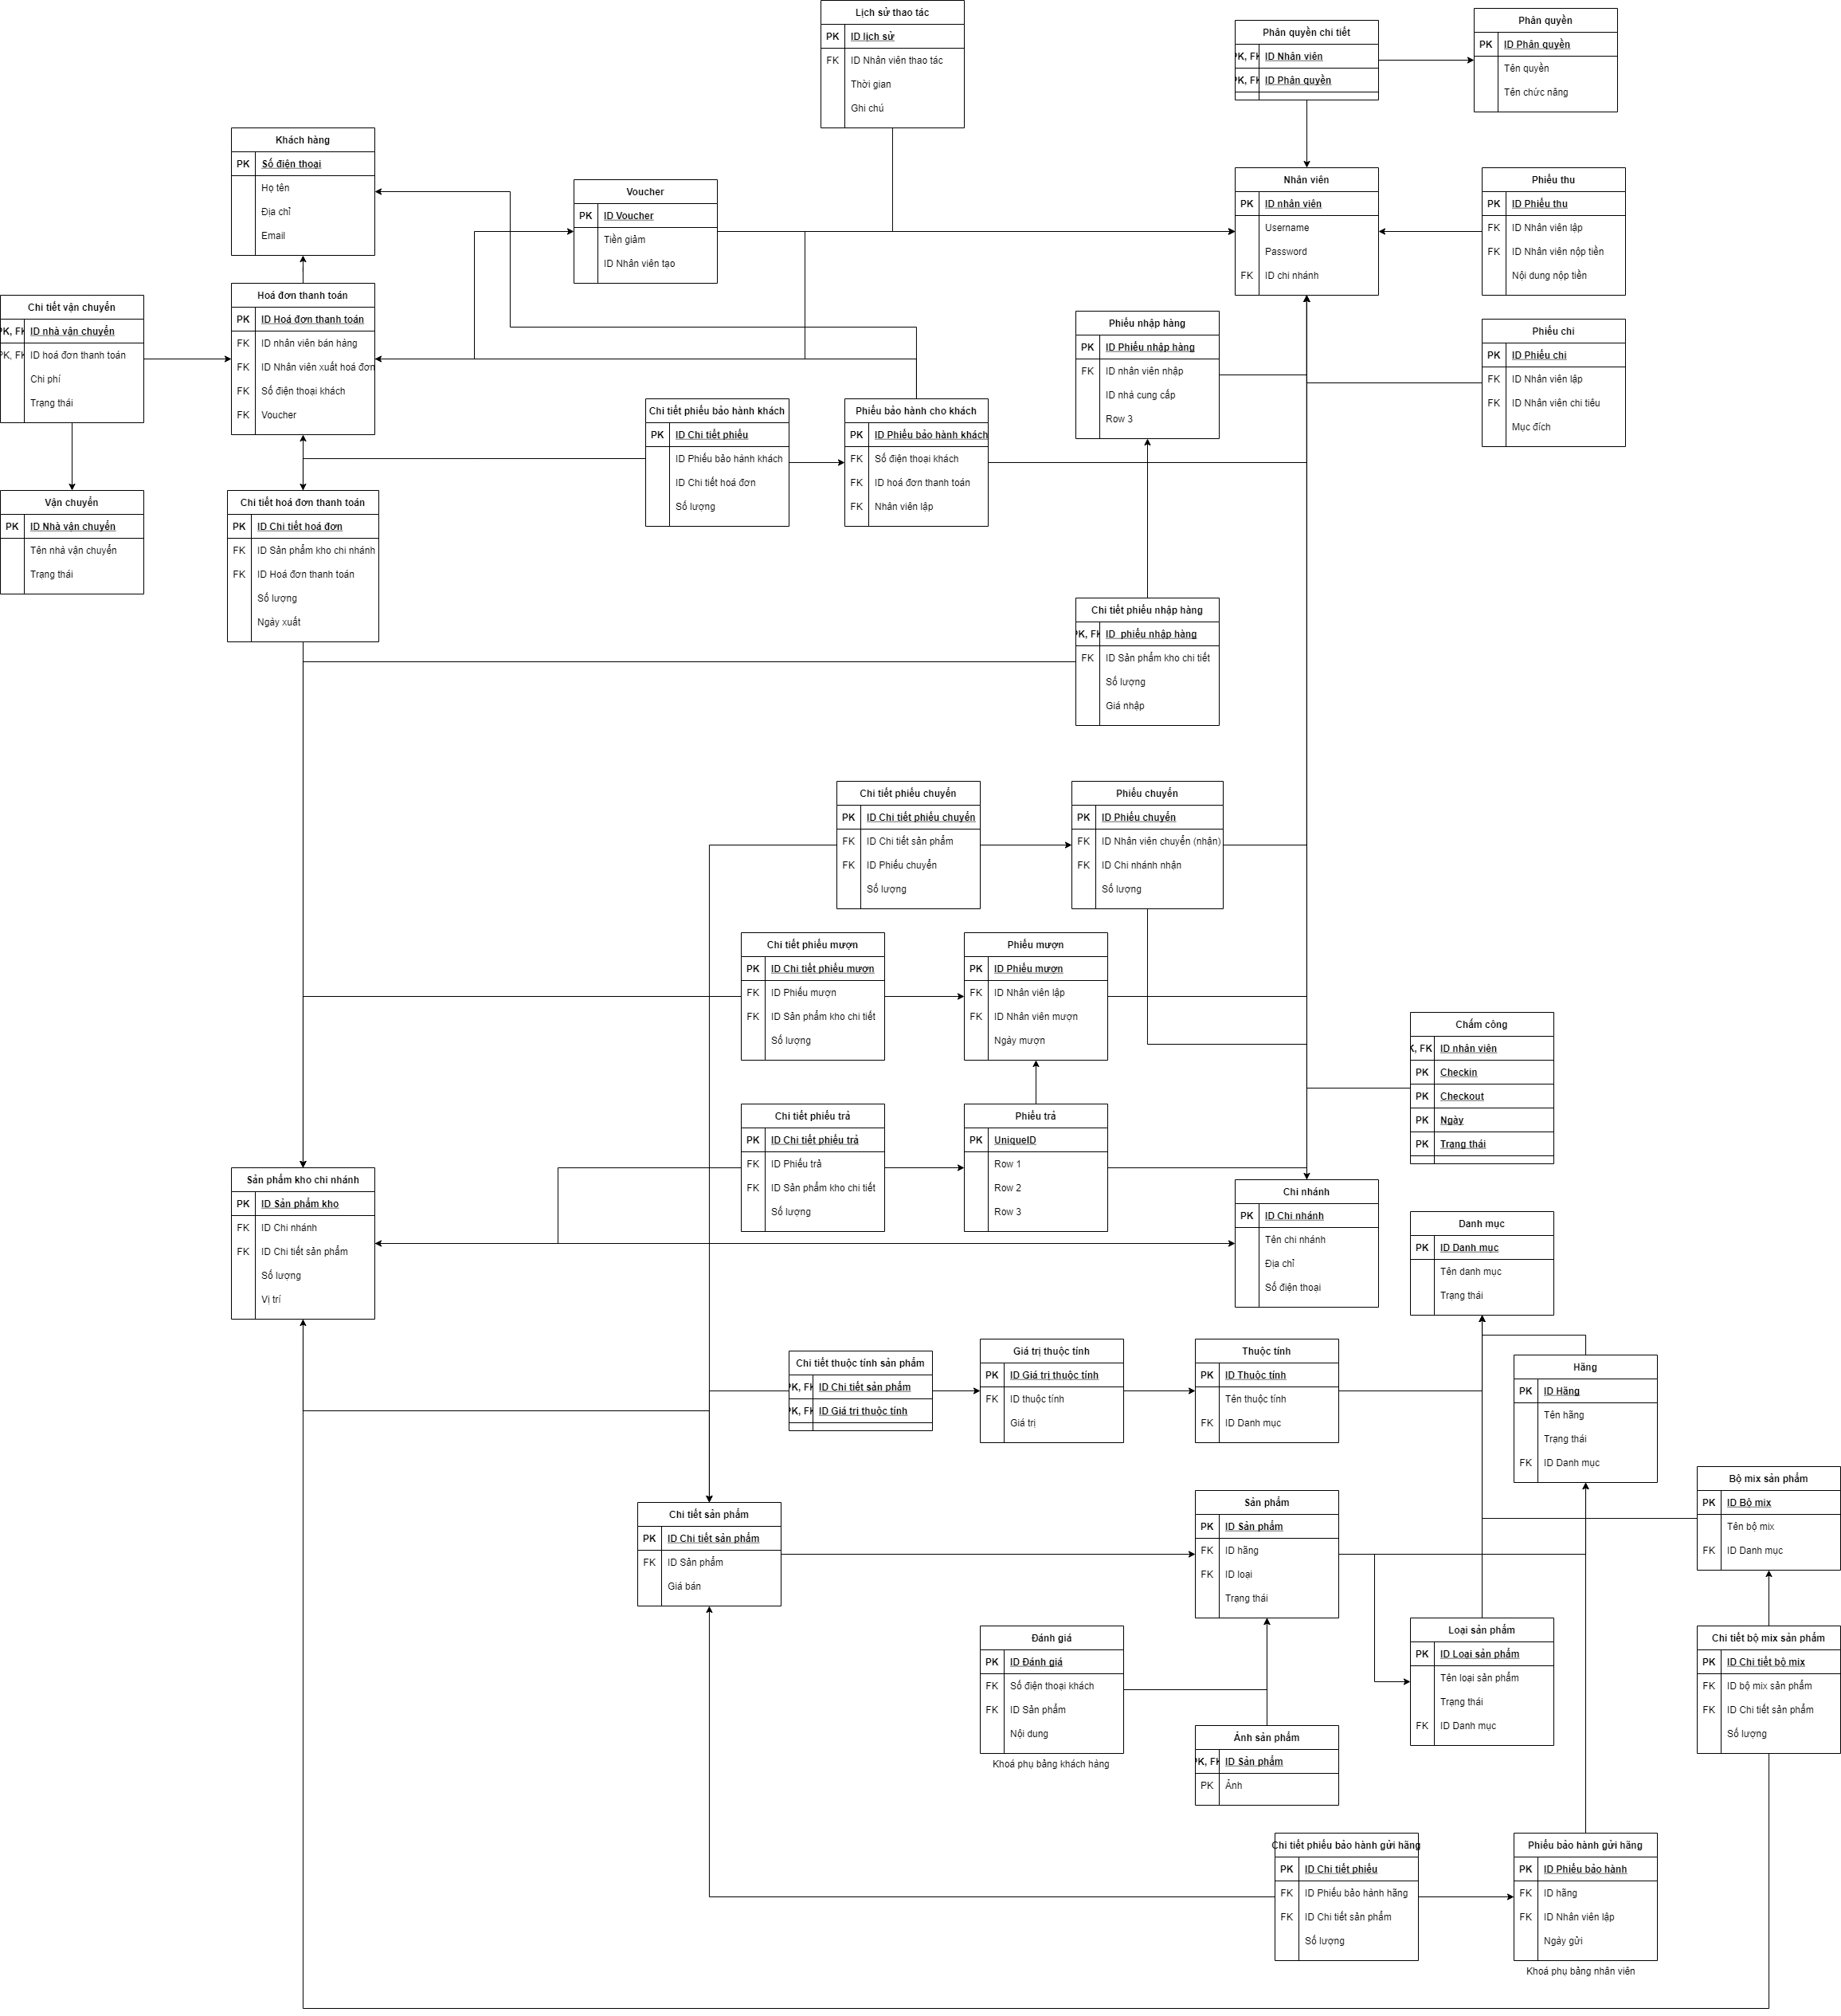 Lịch sử thao tác
PK ID lịch sử
FK ID Nhân viên thao tác
Thời gian
Ghi chú
Phân quyền chi tiết
PK, FK ID Nhân viên
PK, FK ID Phân quyền
Phân quyền
PK ID Phân quyền
Tên quyền
Tên chức năng
Khách hàng
PK Số điện thoại
Họ tên
Địa chỉ
Email
Voucher
PK ID Voucher
Tiền giảm
ID Nhân viên tạo
Nhân viên
PK ID nhân viên
Username
Password
FK ID chi nhánh
Phiếu thu
PK ID Phiếu thu
FK ID Nhân viên lập
FK ID Nhân viên nộp tiền
Nội dung nộp tiền
Chi tiết vận chuyển
PK, FK ID nhà vận chuyển
PK, FK ID hoá đơn thanh toán
Chi phí
Trạng thái
Hoá đơn thanh toán
PK ID Hoá đơn thanh toán
FK ID nhân viên bán hàng
FK ID Nhân viên xuất hoá đơn
FK Số điện thoại khách
FK Voucher
Phiếu nhập hàng
PK ID Phiếu nhập hàng
FK ID nhân viên nhập
ID nhà cung cấp
Row 3
Phiếu chi
PK ID Phiếu chi
FK ID Nhân viên lập
FK ID Nhân viên chi tiêu
Mục đích
Chi tiết phiếu bảo hành khách
PK ID Chi tiết phiếu
ID Phiếu bảo hành khách
ID Chi tiết hoá đơn
Số lượng
Phiếu bảo hành cho khách
PK ID Phiếu bảo hành khách
FK Số điện thoại khách
FK ID hoá đơn thanh toán
FK Nhân viên lập
Vận chuyển
PK ID Nhà vận chuyển
Tên nhà vận chuyển
Trạng thái
Chi tiết hoá đơn thanh toán
PK ID Chi tiết hoá đơn
FK ID Sản phẩm kho chi nhánh
FK ID Hoá đơn thanh toán
Số lượng
Ngày xuất
Chi tiết phiếu nhập hàng
PK, FK ID phiếu nhập hàng
FK ID Sản phẩm kho chi tiết
Số lượng
Giá nhập
Chi tiết phiếu chuyển
PK ID Chi tiết phiếu chuyển
FK ID Chi tiết sản phẩm
FK ID Phiếu chuyển
Số lượng
Phiếu chuyển
PK ID Phiếu chuyển
FK ID Nhân viên chuyển (nhận)
FK ID Chi nhánh nhận
Số lượng
Chi tiết phiếu mượn
PK ID Chi tiết phiếu mượn
FK ID Phiếu mượn
FK ID Sản phẩm kho chi tiết
Số lượng
Phiếu mượn
PK ID Phiếu mượn
FK ID Nhân viên lập
FK ID Nhân viên mượn
Ngày mượn
Chấm công
PK, FK ID nhân viên
PK Checkin
PK Checkout
PK Ngày
PK Trạng thái
Chi tiết phiếu trả
PK ID Chi tiết phiếu trả
FK ID Phiếu trả
FK ID Sản phẩm kho chi tiết
Số lượng
Phiếu trả
PK UniqueID
Row 1
Row 2
Row 3
Sản phẩm kho chi nhánh
PK ID Sản phẩm kho
FK ID Chi nhánh
FK ID Chi tiết sản phẩm
Số lượng
Vị trí
Chi nhánh
PK ID Chi nhánh
Tên chi nhánh
Địa chỉ
Số điện thoại
Danh mục
PK ID Danh mục
Tên danh mục
Trạng thái
Chi tiết thuộc tính sản phẩm
PK, FK ID Chi tiết sản phẩm
PK, FK ID Giá trị thuộc tính
Giá trị thuộc tính
PK ID Giá trị thuộc tính
FK ID thuộc tính
Giá trị
Thuộc tính
PK ID Thuộc tính
Tên thuộc tính
FK ID Danh mục
Hãng
PK ID Hãng
Tên hãng
Trạng thái
FK ID Danh mục
Bộ mix sản phẩm
PK ID Bộ mix
Tên bộ mix
FK ID Danh mục
Chi tiết sản phẩm
PK ID Chi tiết sản phẩm
FK ID Sản phẩm
Giá bán
Sản phẩm
PK ID Sản phẩm
FK ID hãng
FK ID loại
Trạng thái
Đánh giá
PK ID Đánh giá
FK Số điện thoại khách
FK ID Sản phẩm
Nội dung
Khoá phụ bảng khách hàng
Loại sản phẩm
PK ID Loại sản phẩm
Tên loại sản phẩm
Trạng thái
FK ID Danh mục
Chi tiết bộ mix sản phẩm
PK ID Chi tiết bộ mix
FK ID bộ mix sản phẩm
FK ID Chi tiết sản phẩm
Số lượng
Ảnh sản phẩm
PK, FK ID Sản phẩm
PK Ảnh
Chi tiết phiếu bảo hành gửi hãng
PK ID Chi tiết phiếu
FK ID Phiếu bảo hành hãng
FK ID Chi tiết sản phẩm
Số lượng
Phiếu bảo hành gửi hãng
PK ID Phiếu bảo hành
FK ID hãng
FK ID Nhân viên lập
Ngày gửi
Khoá phụ bảng nhân viên